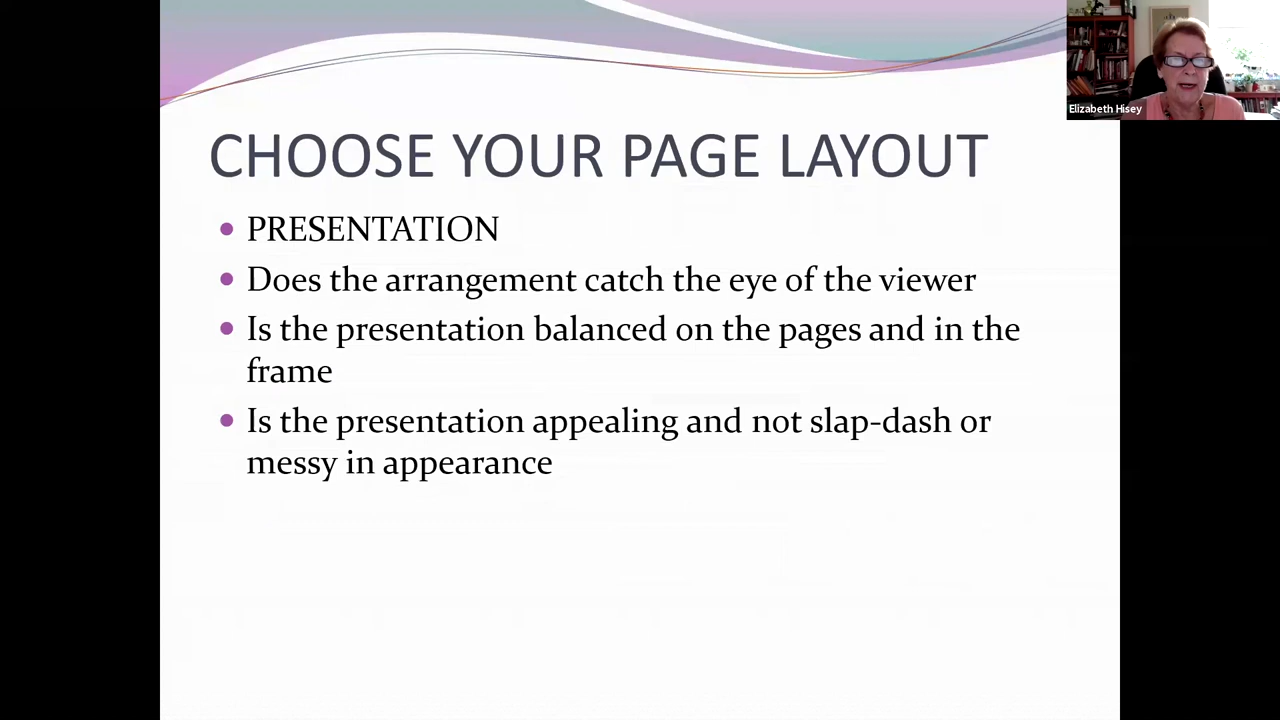 Elizabeth Hisey
CHOOSE YOUR PAGE LAYOUT
PRESENTATION
Does the arrangement catch the eye of the viewer
Is the presentation balanced on the pages and in the
frame
Is the presentation appealing and not slap-dash or
messy in appearance